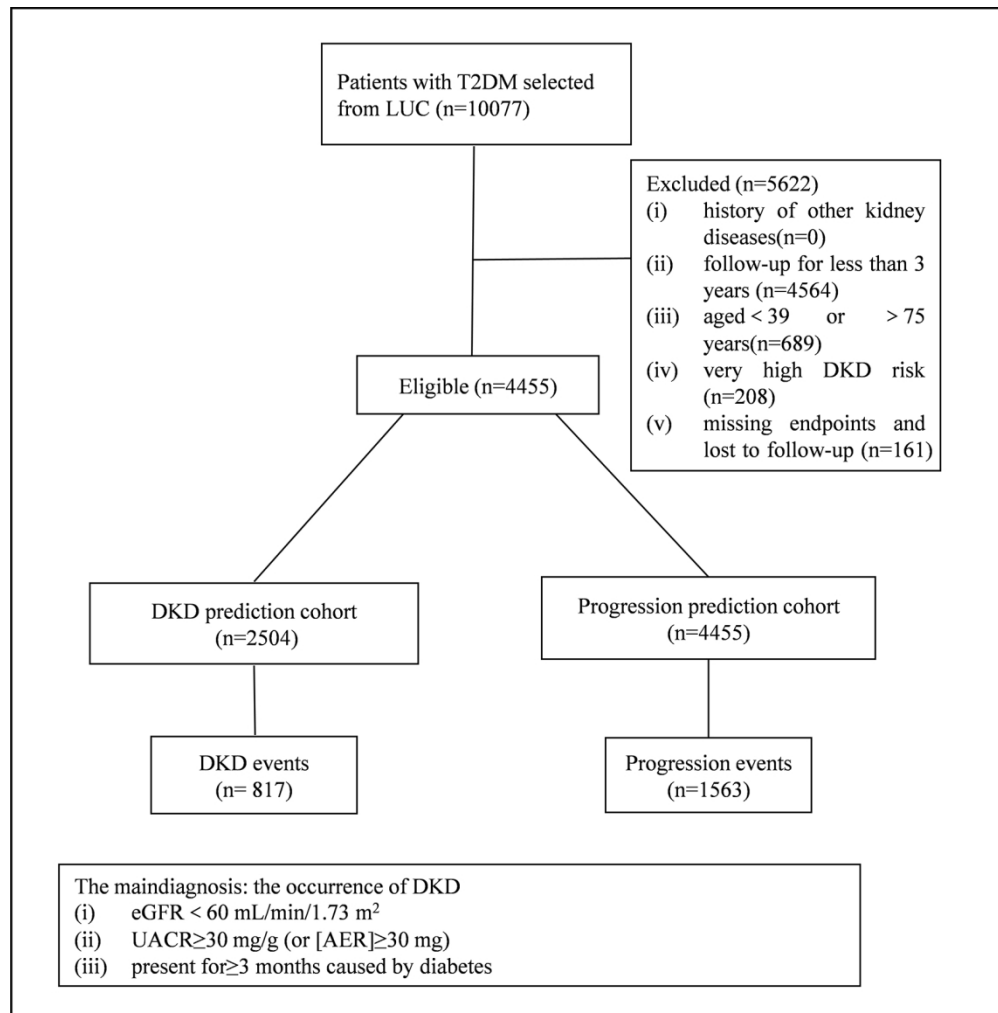 Patients with T2DM selected
from LUC (n=10077)
Excluded (n=5622)
(i) history of other kidney
diseases(n=0)
(ii) follow-up for less than 3
years (n=4564)
(iii) aged < 39 or > 75
years(n=689)
(iv) very high DKD risk
(n=208)
(v) missing endpoints and
lost to follow-up (n=161)
Eligible (n=4455)
DKD prediction cohort
(n=2504)
Progression prediction cohort
(n=4455)
DKD events
(n= 817)
Progression events
(n=1563)
The maindiagnosis: the occurrence of DKD
(i) eGFR < 60 mL/min/1.73 m²
(ii) UACR≥30 mg/g (or [AER]≥30 mg)
(iii) present for≥3 months caused by diabetes